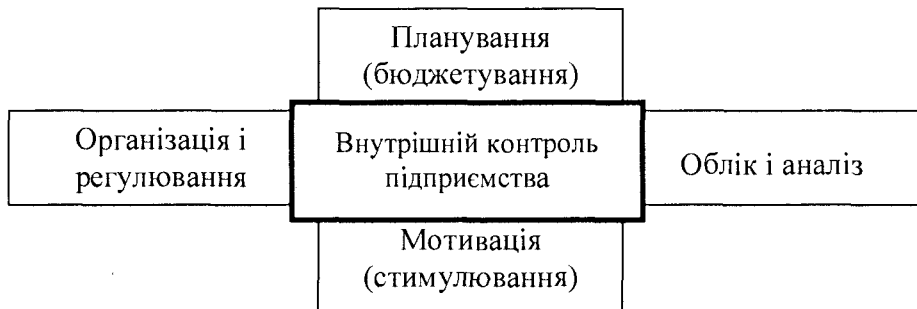 Планування
(бюджетування)
Організація і
регулювання
Внутрішній контроль
підприємства
Облік і аналіз
Мотивація
(стимулювання)